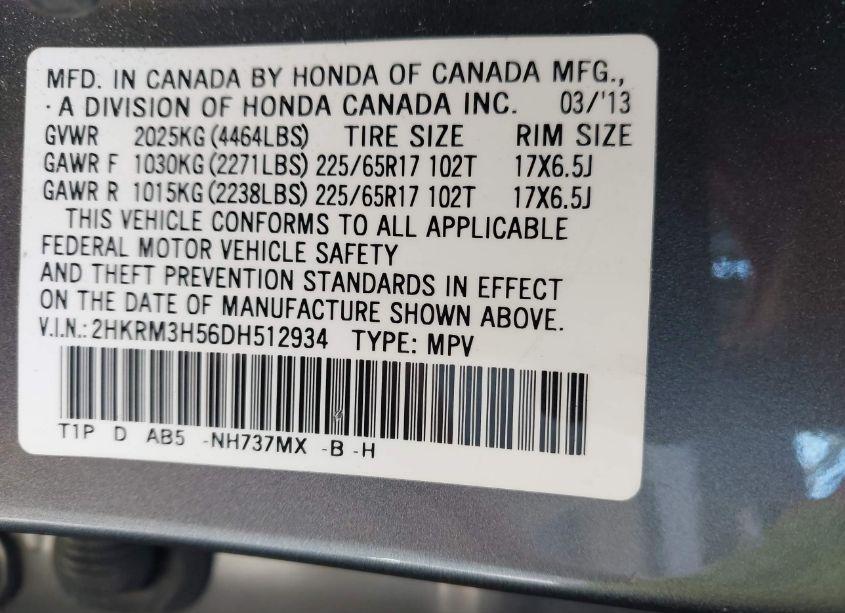 MFD. IN CANADA BY HONDA OF CANADA MFG.,
· A DIVISION OF HONDA CANADA INC. 03/'13
GVWR 2025KG (4464LBS) TIRE SIZE RIM SIZE
GAWR F 1030KG (2271LBS) 225/65R17 102T 17X6.5J
GAWR R 1015KG (2238LBS) 225/65R17 102T 17X6.5J
THIS VEHICLE CONFORMS TO ALL APPLICABLE
FEDERAL MOTOR VEHICLE SAFETY
AND THEFT PREVENTION STANDARDS IN EFFECT
ON THE DATE OF MANUFACTURE SHOWN ABOVE.
V.I.N.: 2HKRM3H56DH512934 TYPE: MPV
T1P D AB5 -NH737MX -B -H